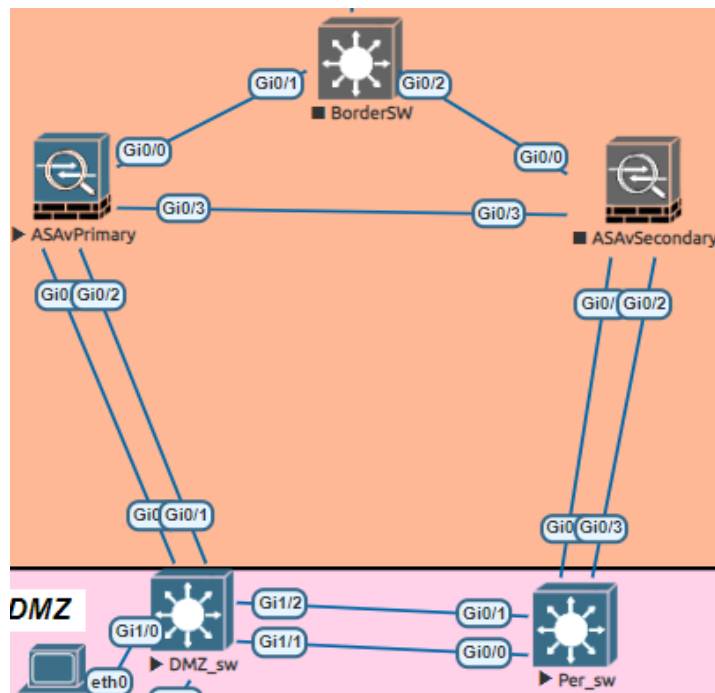 Gi0/1
Gi0/2
BorderSW
Gi0/0
Gi0/0
Gi0/3
Gi0/3
ASAvPrimary
ASAvSecondary
Gi0/2
Gi0/2
Gi0/1
Gi0/3
DMZ
Gi1/2
Gi0/1
Gi1/0
Gi1/1
Gi0/0
DMZ_sw
Per_sw
eth0